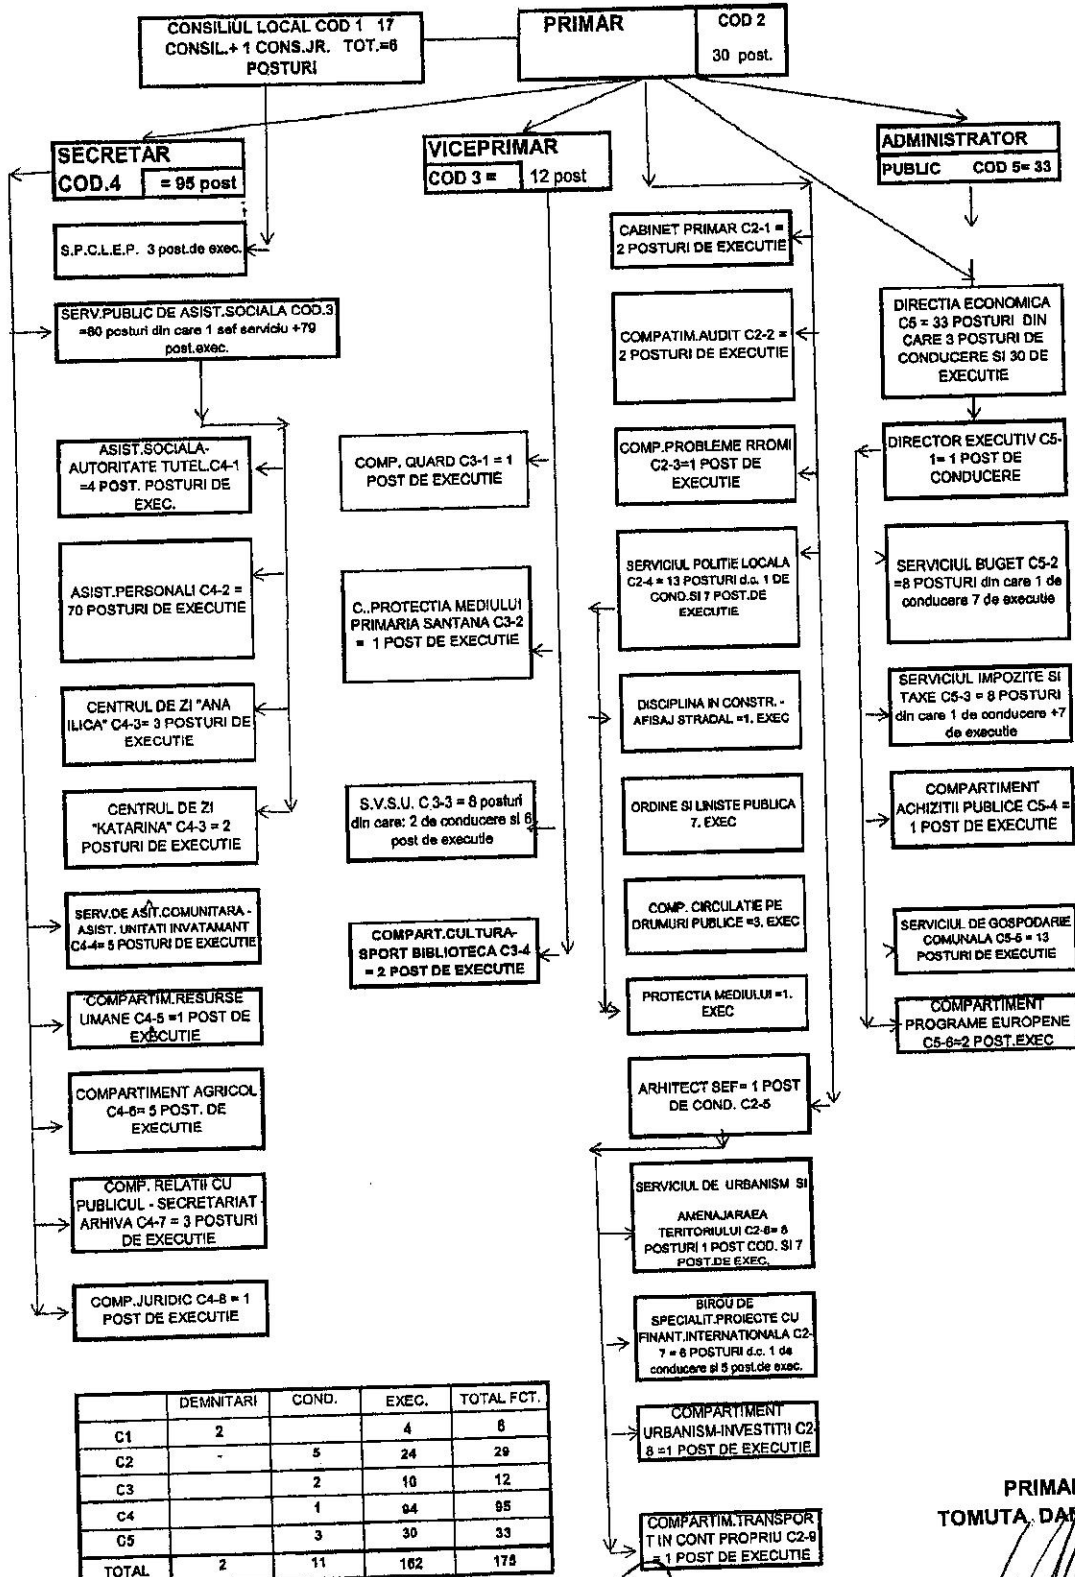 CONSILIUL LOCAL COD 1 17
CONSIL.+ 1 CONS.JR. TOT.=6
POSTURI
PRIMAR
COD 2
30 post.
SECRETAR
COD.4
= 95 post
VICEPRIMAR
COD 3 =
12 post
ADMINISTRATOR
PUBLIC COD 5= 33
S.P.C.L.E.P. 3 post.de exec.
SERV.PUBLIC DE ASIST.SOCIALA COD.3
=80 posturi din care 1 sef serviciu +79
post.exec.
ASIST.SOCIALA-
AUTORITATE TUTEL.C4-1
=4 POST. POSTURI DE
EXEC.
ASIST.PERSONALI C4-2 =
70 POSTURI DE EXECUTIE
CENTRUL DE ZI "ANA
ILICA" C4-3= 3 POSTURI DE
EXECUTIE
CENTRUL DE ZI
"KATARINA" C4-3 = 2
POSTURI DE EXECUTIE
SERV.DE ASIT.COMUNITARA -
ASIST. UNITATI INVATAMANT
C4-4= 5 POSTURI DE EXECUTIE
COMPARTIM.RESURSE
UMANE C4-5 =1 POST DE
EXECUTIE
COMPARTIMENT AGRICOL
C4-6= 5 POST. DE
EXECUTIE
COMP. RELATII CU
PUBLICUL - SECRETARIAT -
ARHIVA C4-7 = 3 POSTURI
DE EXECUTIE
COMP.JURIDIC C4-8 = 1
POST DE EXECUTIE
COMP. QUARD C3-1 = 1
POST DE EXECUTIE
C..PROTECTIA MEDIULUI
PRIMARIA SANTANA C3-2
= 1 POST DE EXECUTIE
S.V.S.U. C.3-3 = 8 posturi
din care: 2 de conducere si 6
post de executie
COMPART.CULTURA-
SPORT BIBLIOTECA C3-4
= 2 POST DE EXECUTIE
CABINET PRIMAR C2-1 =
2 POSTURI DE EXECUTIE
COMPATIM.AUDIT C2-2 =
2 POSTURI DE EXECUTIE
COMP.PROBLEME RROMI
C2-3=1 POST DE
EXECUTIE
SERVICIUL POLITIE LOCALA
C2-4 = 13 POSTURI d.c. 1 DE
COND.SI 7 POST.DE
EXECUTIE
DISCIPLINA IN CONSTR. -
AFISAJ STRADAL =1. EXEC
ORDINE SI LINISTE PUBLICA
7. EXEC
COMP. CIRCULATIE PE
DRUMURI PUBLICE =3. EXEC
PROTECTIA MEDIULUI =1.
EXEC
ARHITECT SEF= 1 POST
DE COND. C2-5
SERVICIUL DE URBANISM SI
AMENAJARAEA
TERITORIULUI C2-6= 8
POSTURI 1 POST COD. SI 7
POST.DE EXEC.
BIROU DE
SPECIALIT.PROIECTE CU
FINANT.INTERNATIONALA C2-
7 = 6 POSTURI d.c. 1 de
conducere si 5 post.de exec.
COMPARTIMENT
URBANISM-INVESTITII C2-
8 =1 POST DE EXECUTIE
COMPARTIM.TRANSPOR
T IN CONT PROPRIU C2-9
= 1 POST DE EXECUTIE
DIRECTIA ECONOMICA
C5 = 33 POSTURI DIN
CARE 3 POSTURI DE
CONDUCERE SI 30 DE
EXECUTIE
DIRECTOR EXECUTIV C5-
1= 1 POST DE
CONDUCERE
SERVICIUL BUGET C5-2
=8 POSTURI din care 1 de
conducere 7 de executie
SERVICIUL IMPOZITE SI
TAXE C5-3 = 8 POSTURI
din care 1 de conducere +7
de executie
COMPARTIMENT
ACHIZITII PUBLICE C5-4 =
1 POST DE EXECUTIE
SERVICIUL DE GOSPODARIE
COMUNALA C5-5 = 13
POSTURI DE EXECUTIE
COMPARTIMENT
PROGRAME EUROPENE
C5-6=2 POST.EXEC
DEMNITARI COND. EXEC. TOTAL FCT.
C1 2 4 6
C2 - 5 24 29
C3 2 10 12
C4 1 94 95
C5 3 30 33
TOTAL 2 11 162 175
PRIMAR
TOMUTA DAN